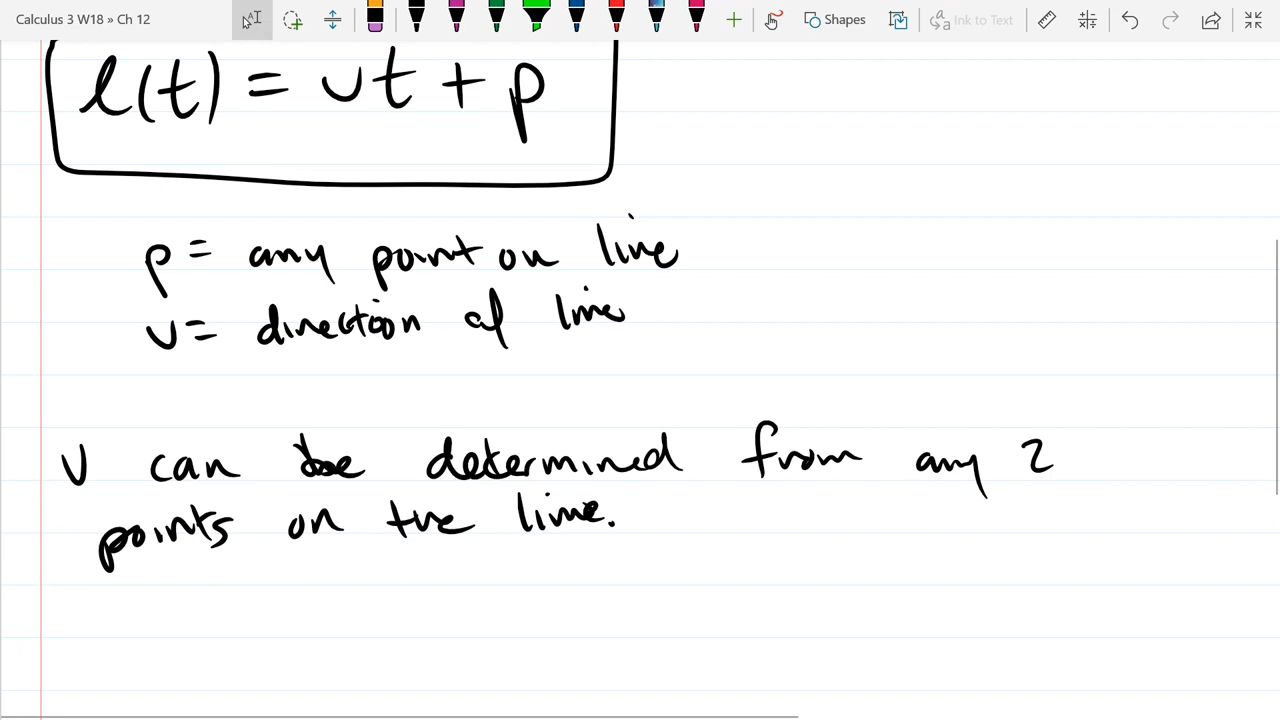 Calculus 3 W18 » Ch 12
Shapes
Ink to Text
l(t) = vt + p
p = any point on line
v = direction of line
v can be determined from any 2
points on the line.